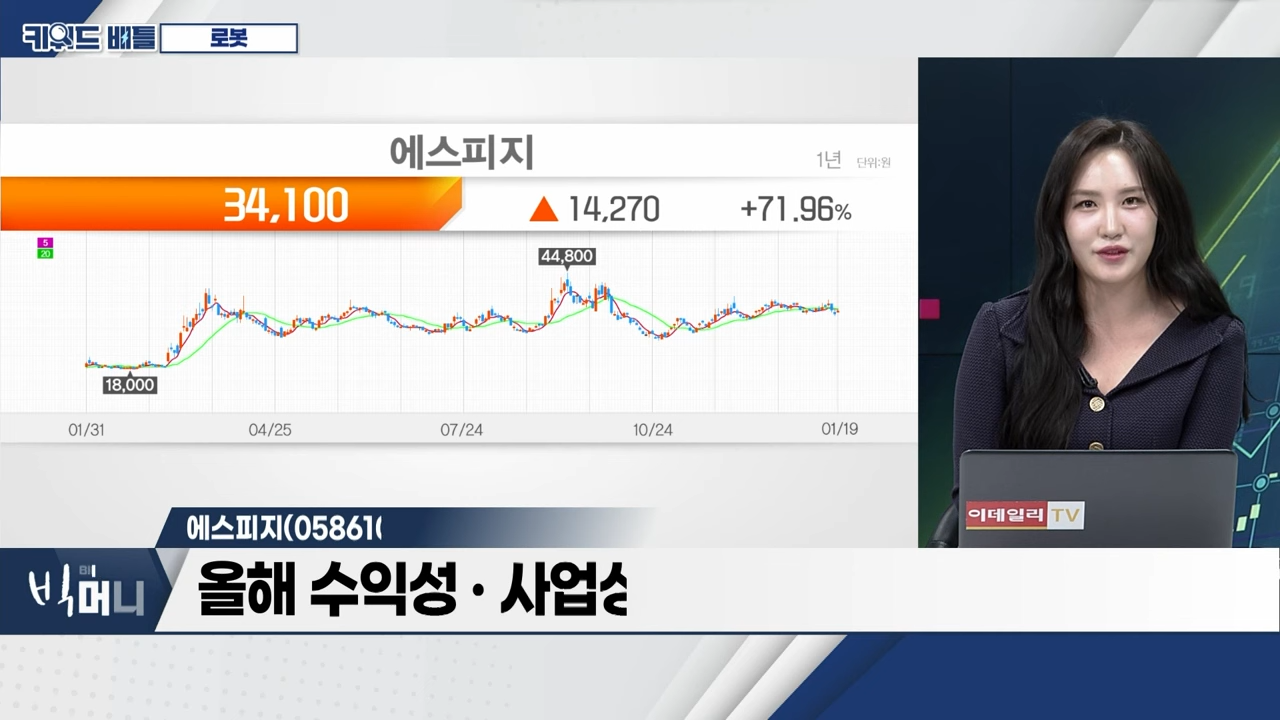 키워드 배틀
로봇
에스피지
1년
단위:원
34,100
▲ 14,270
+71.96%
5
20
44,800
18,000
01/31
04/25
07/24
10/24
01/19
이데일리TV
에스피지(05861
빅머니
올해 수익성·사업